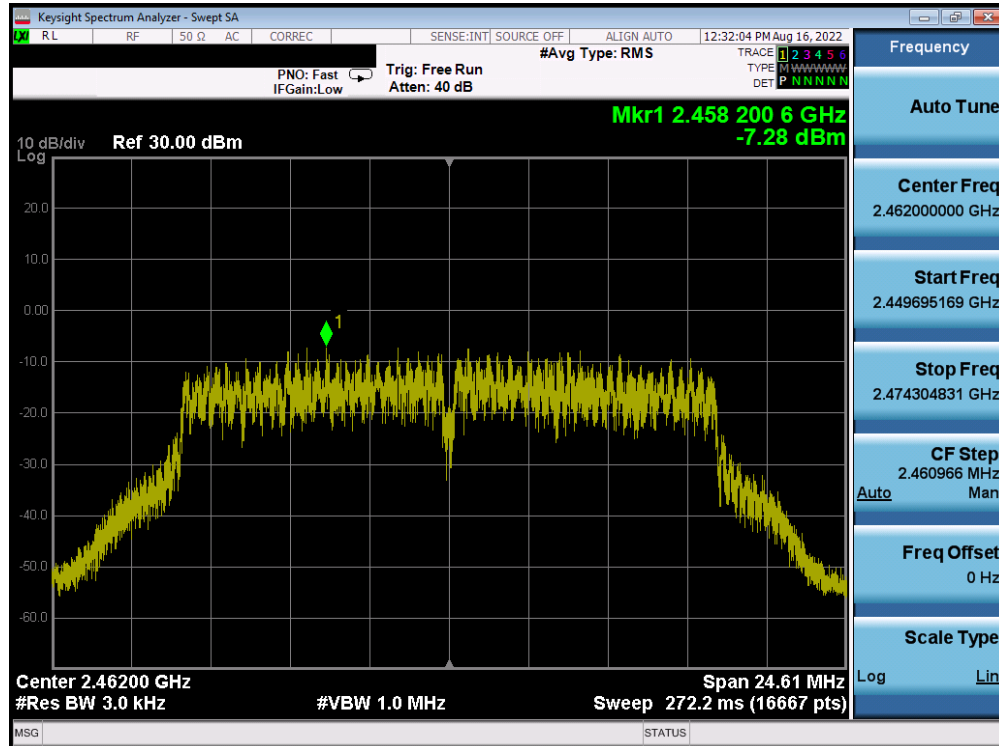 Keysight Spectrum Analyzer - Swept SA
LXI RL RF 50 Ω AC CORREC SENSE:INT SOURCE OFF ALIGN AUTO 12:32:04 PM Aug 16, 2022
#Avg Type: RMS
TRACE 1 2 3 4 5 6
PNO: Fast Trig: Free Run
TYPE M WWWWW
IFGain:Low Atten: 40 dB
DET P N N N N N
Mkr1 2.458 200 6 GHz
-7.28 dBm
10 dB/div Ref 30.00 dBm
Log
20.0
10.0
0.00
1
-10.0
-20.0
-30.0
-40.0
-50.0
-60.0
Center 2.46200 GHz Span 24.61 MHz
#Res BW 3.0 kHz #VBW 1.0 MHz Sweep 272.2 ms (16667 pts)
MSG STATUS
Frequency
Auto Tune
Center Freq
2.462000000 GHz
Start Freq
2.449695169 GHz
Stop Freq
2.474304831 GHz
CF Step
2.460966 MHz
Auto Man
Freq Offset
0 Hz
Scale Type
Log Lin